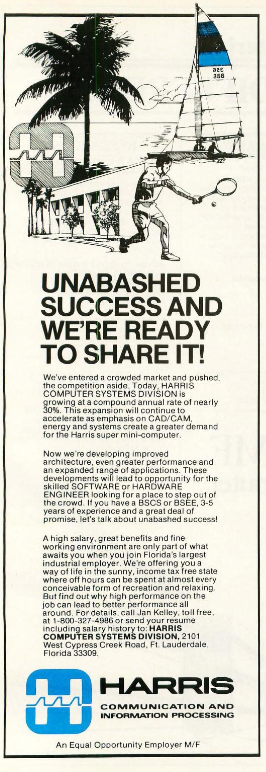 UNABASHED
SUCCESS AND
WE'RE READY
TO SHARE IT!
We've entered a crowded market and pushed
the competition aside. Today, HARRIS
COMPUTER SYSTEMS DIVISION is
growing at a compound annual rate of nearly
30%. This expansion will continue to
accelerate as emphasis on CAD/CAM,
energy and systems create a greater demand
for the Harris super mini-computer.
Now we're developing improved
architecture, even greater performance and
an expanded range of applications. These
developments will lead to opportunity for the
skilled SOFTWARE or HARDWARE
ENGINEER looking for a place to step out of
the crowd. If you have a BSCS or BSEE, 3-5
years of experience and a great deal of
promise, let's talk about unabashed success!
A high salary, great benefits and fine
working environment are only part of what
awaits you when you join Florida's largest
industrial employer. We're offering you a
way of life in the sunny, income tax free state
where off hours can be spent at almost every
conceivable form of recreation and relaxing.
But find out why high performance on the
job can lead to better performance all
around. For details, call Jan Kelley, toll free,
at 1-800-327-4986 or send your resume
including salary history to: HARRIS
COMPUTER SYSTEMS DIVISION, 2101
West Cypress Creek Road, Ft. Lauderdale,
Florida 33309.
HARRIS
COMMUNICATION AND
INFORMATION PROCESSING
An Equal Opportunity Employer M/F